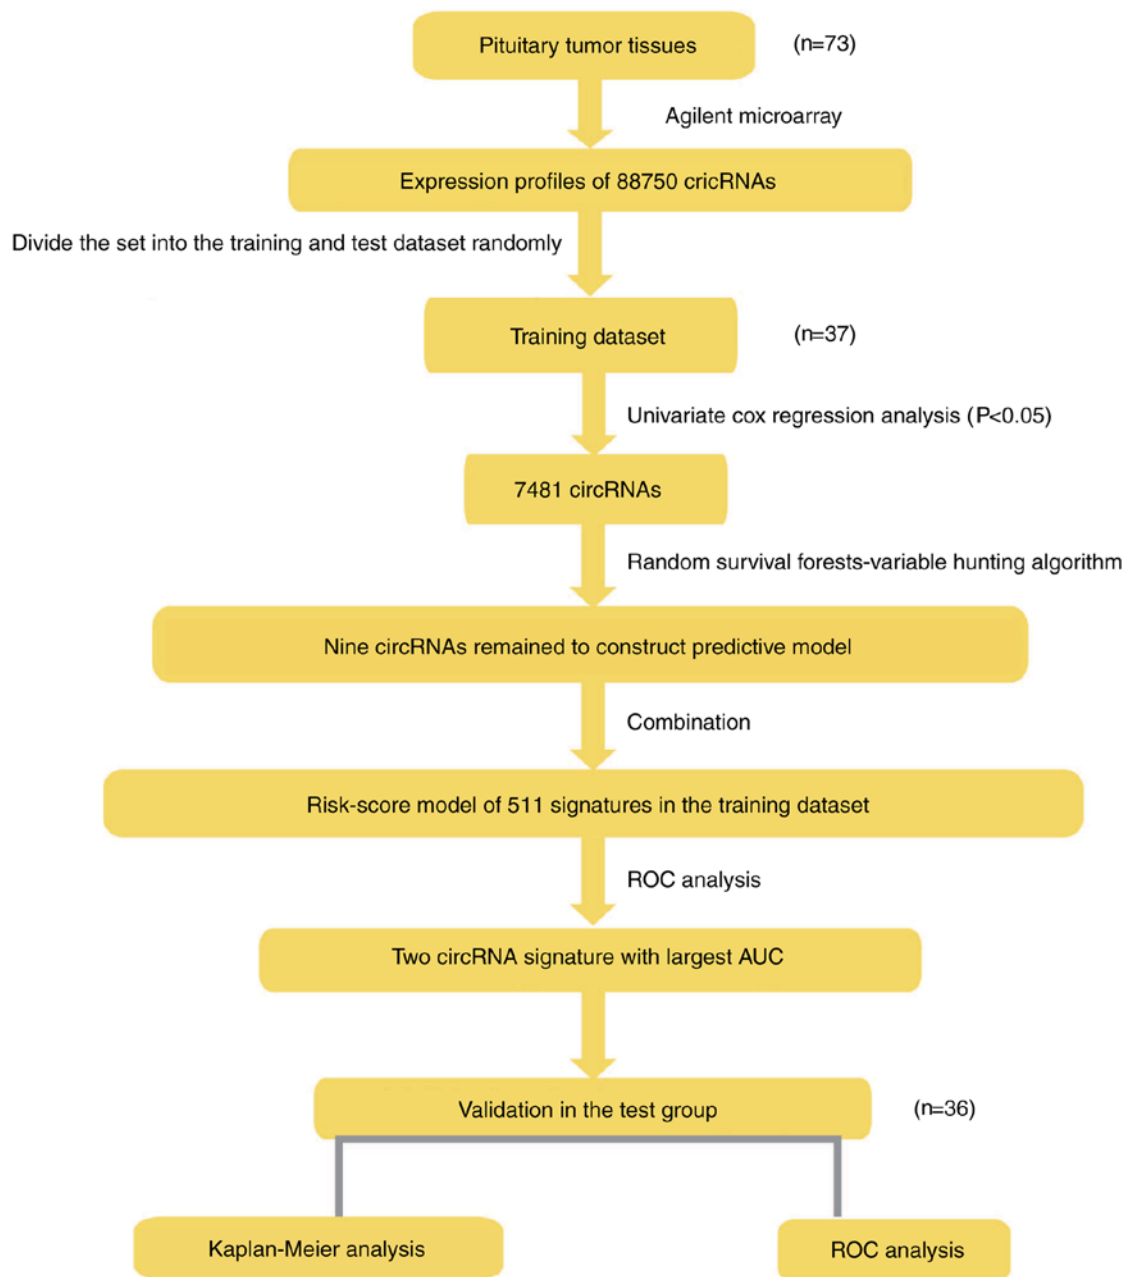 Pituitary tumor tissues
(n=73)
Agilent microarray
Expression profiles of 88750 cricRNAs
Divide the set into the training and test dataset randomly
Training dataset
(n=37)
Univariate cox regression analysis (P<0.05)
7481 circRNAs
Random survival forests-variable hunting algorithm
Nine circRNAs remained to construct predictive model
Combination
Risk-score model of 511 signatures in the training dataset
ROC analysis
Two circRNA signature with largest AUC
Validation in the test group
(n=36)
Kaplan-Meier analysis
ROC analysis